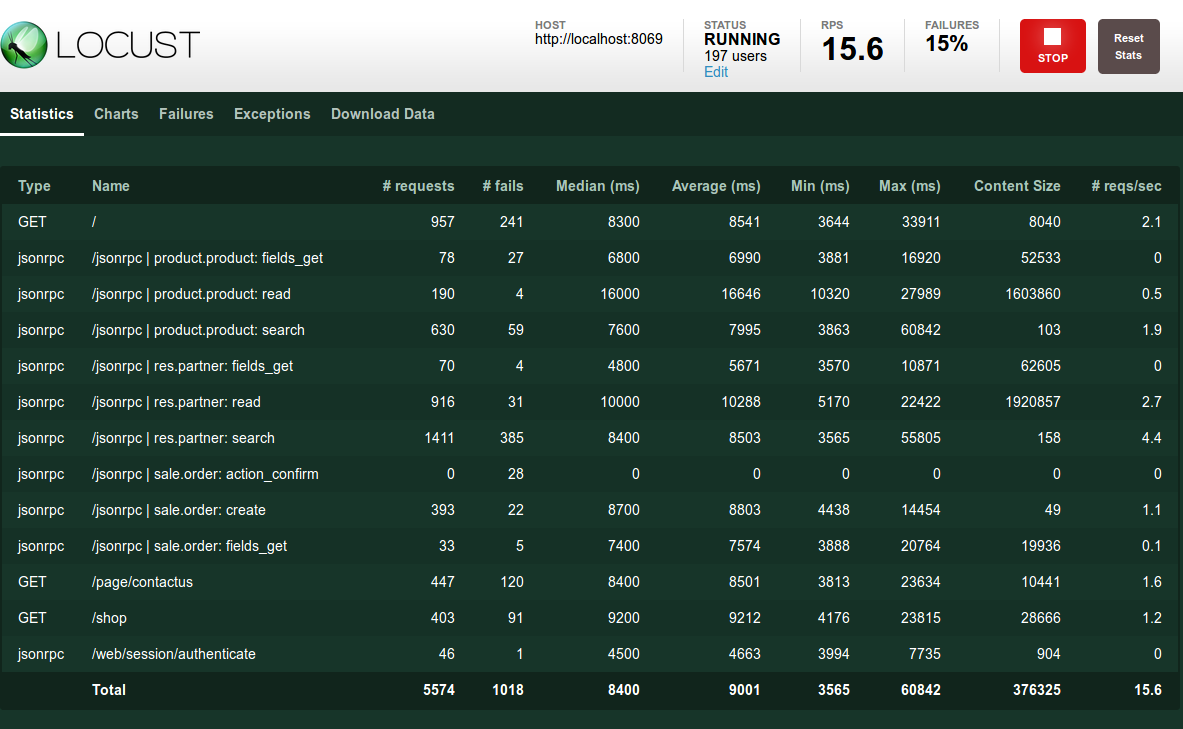 LOCUST
HOST
http://localhost:8069
STATUS
RUNNING
197 users
Edit
RPS
15.6
FAILURES
15%
STOP
Reset
Stats
Statistics Charts Failures Exceptions Download Data
Type Name # requests # fails Median (ms) Average (ms) Min (ms) Max (ms) Content Size # reqs/sec
GET / 957 241 8300 8541 3644 33911 8040 2.1
jsonrpc /jsonrpc | product.product: fields_get 78 27 6800 6990 3881 16920 52533 0
jsonrpc /jsonrpc | product.product: read 190 4 16000 16646 10320 27989 1603860 0.5
jsonrpc /jsonrpc | product.product: search 630 59 7600 7995 3863 60842 103 1.9
jsonrpc /jsonrpc | res.partner: fields_get 70 4 4800 5671 3570 10871 62605 0
jsonrpc /jsonrpc | res.partner: read 916 31 10000 10288 5170 22422 1920857 2.7
jsonrpc /jsonrpc | res.partner: search 1411 385 8400 8503 3565 55805 158 4.4
jsonrpc /jsonrpc | sale.order: action_confirm 0 28 0 0 0 0 0 0
jsonrpc /jsonrpc | sale.order: create 393 22 8700 8803 4438 14454 49 1.1
jsonrpc /jsonrpc | sale.order: fields_get 33 5 7400 7574 3888 20764 19936 0.1
GET /page/contactus 447 120 8400 8501 3813 23634 10441 1.6
GET /shop 403 91 9200 9212 4176 23815 28666 1.2
jsonrpc /web/session/authenticate 46 1 4500 4663 3994 7735 904 0
Total 5574 1018 8400 9001 3565 60842 376325 15.6